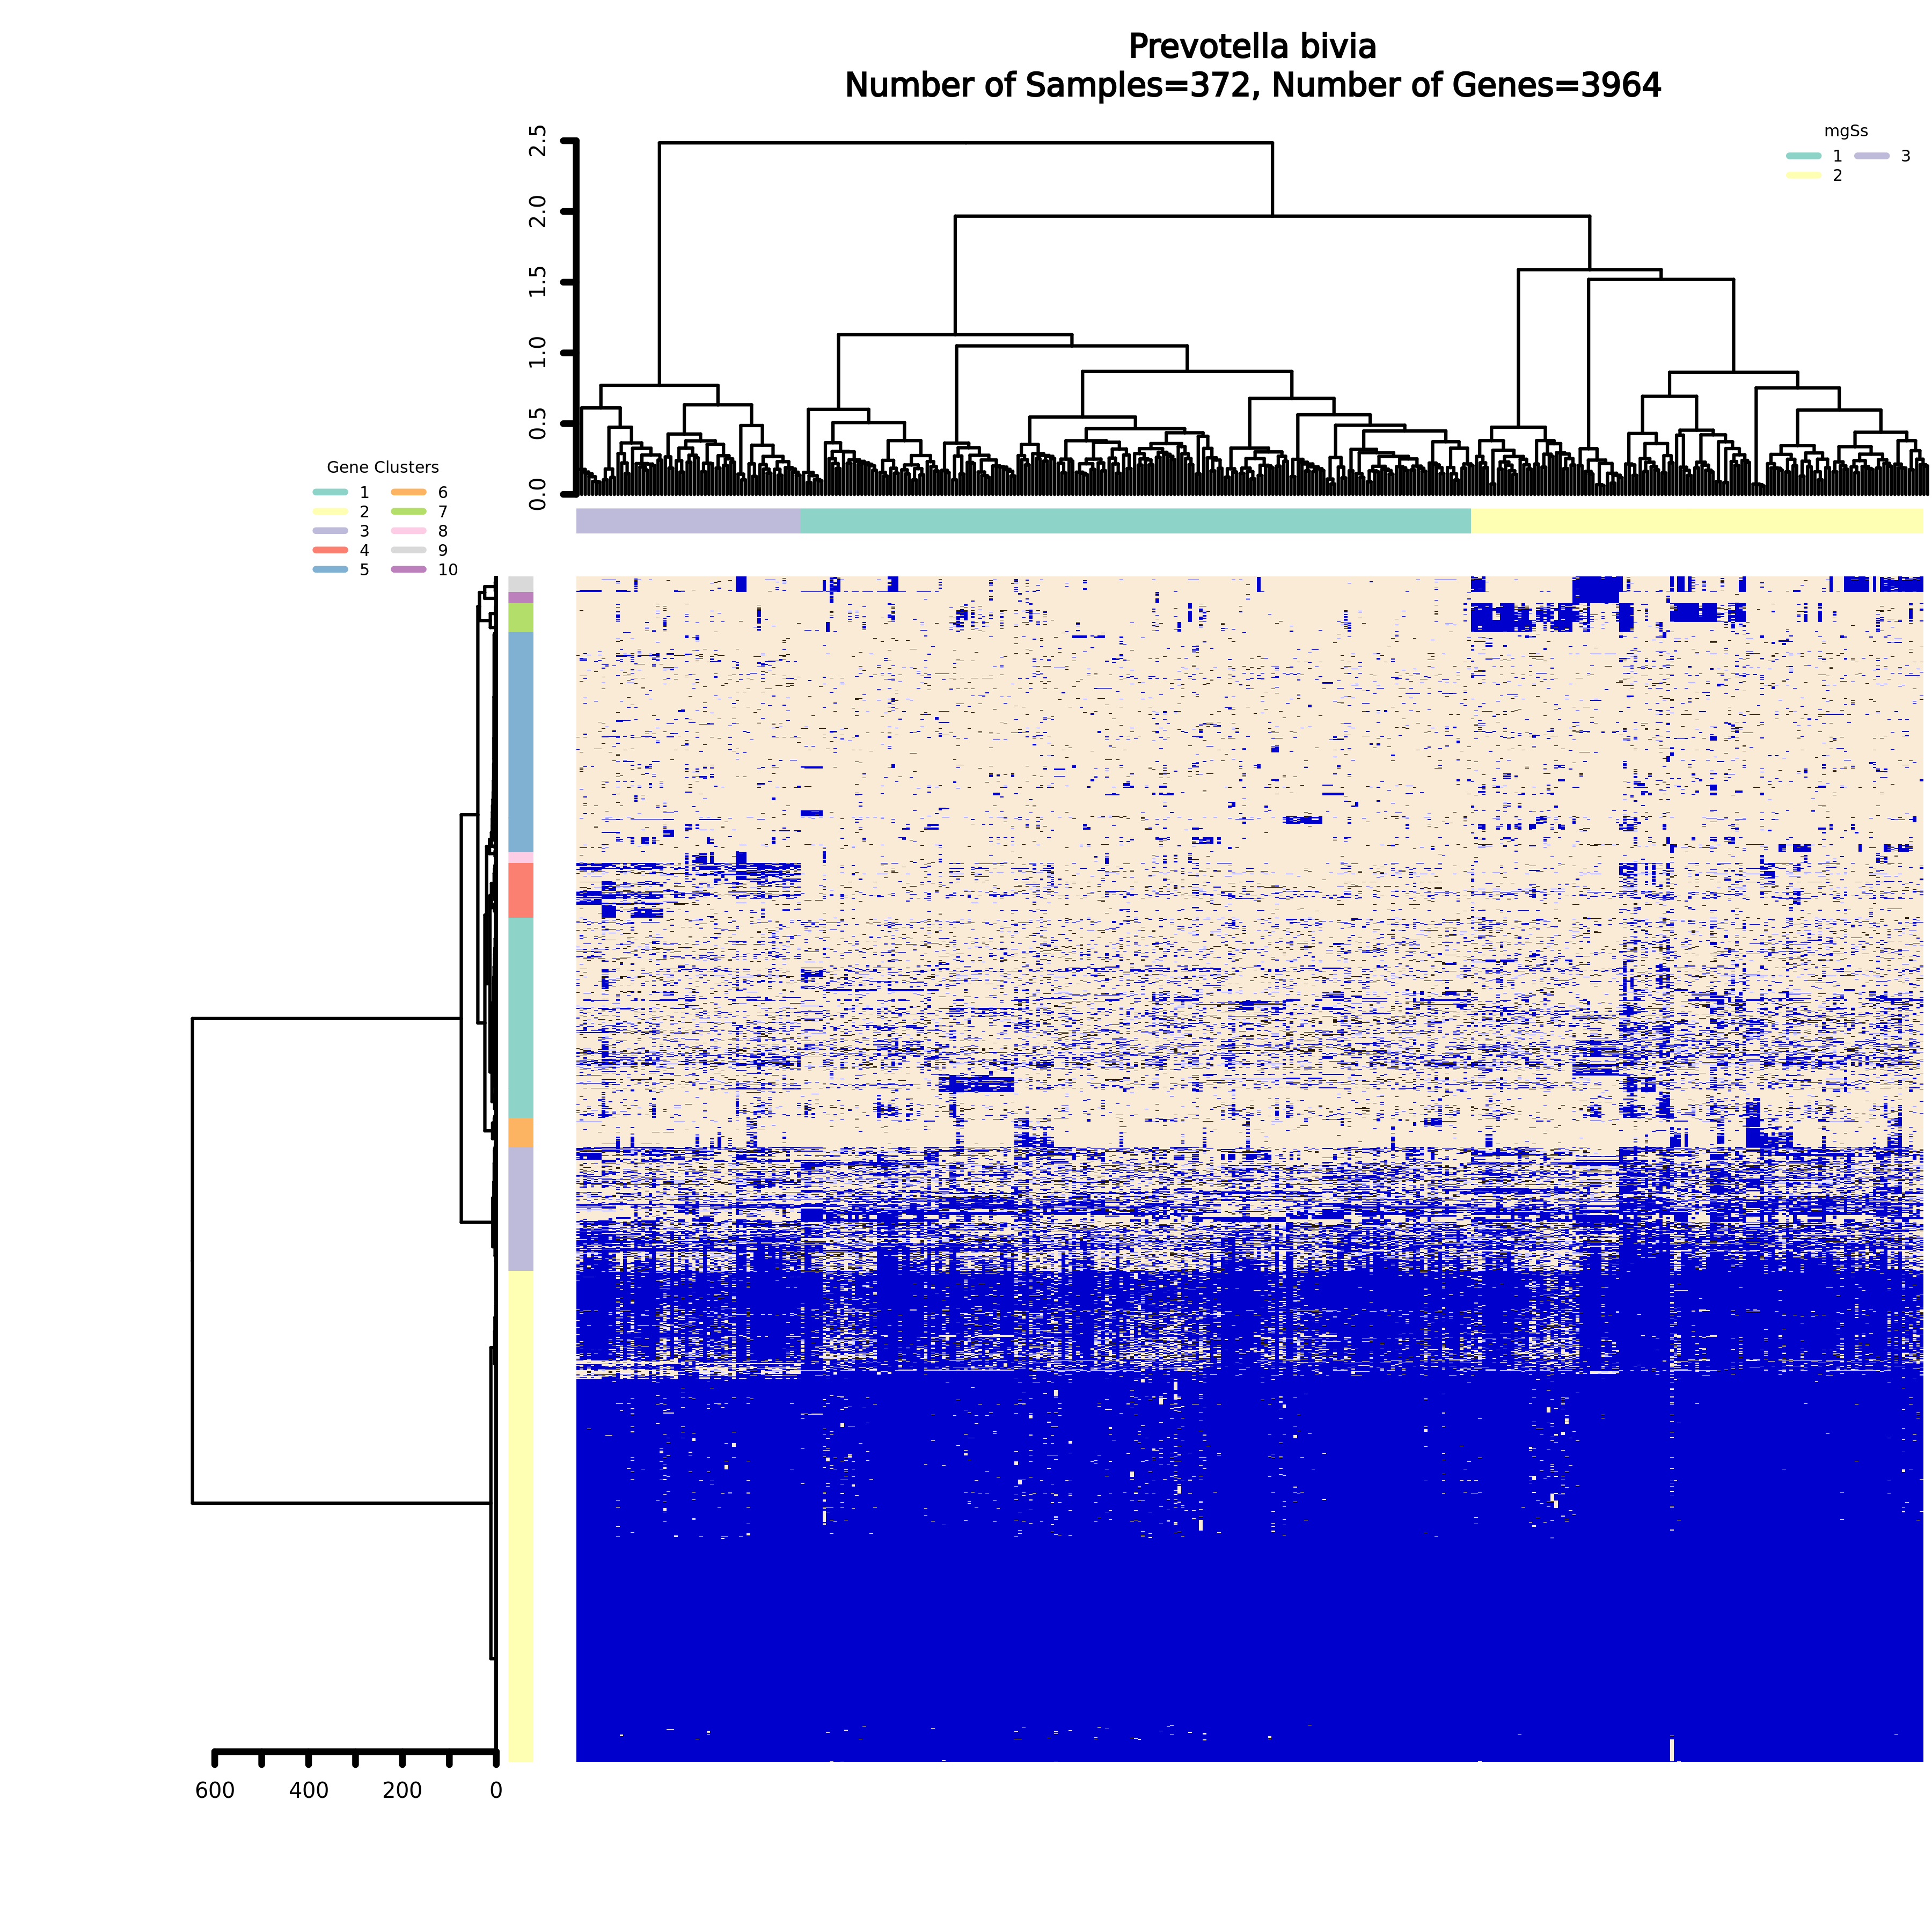 Prevotella bivia
Number of Samples=372, Number of Genes=3964
mgSs
1 3
2
2.5
2.0
1.5
1.0
0.5
0.0
Gene Clusters
1 6
2 7
3 8
4 9
5 10
600 400 200 0